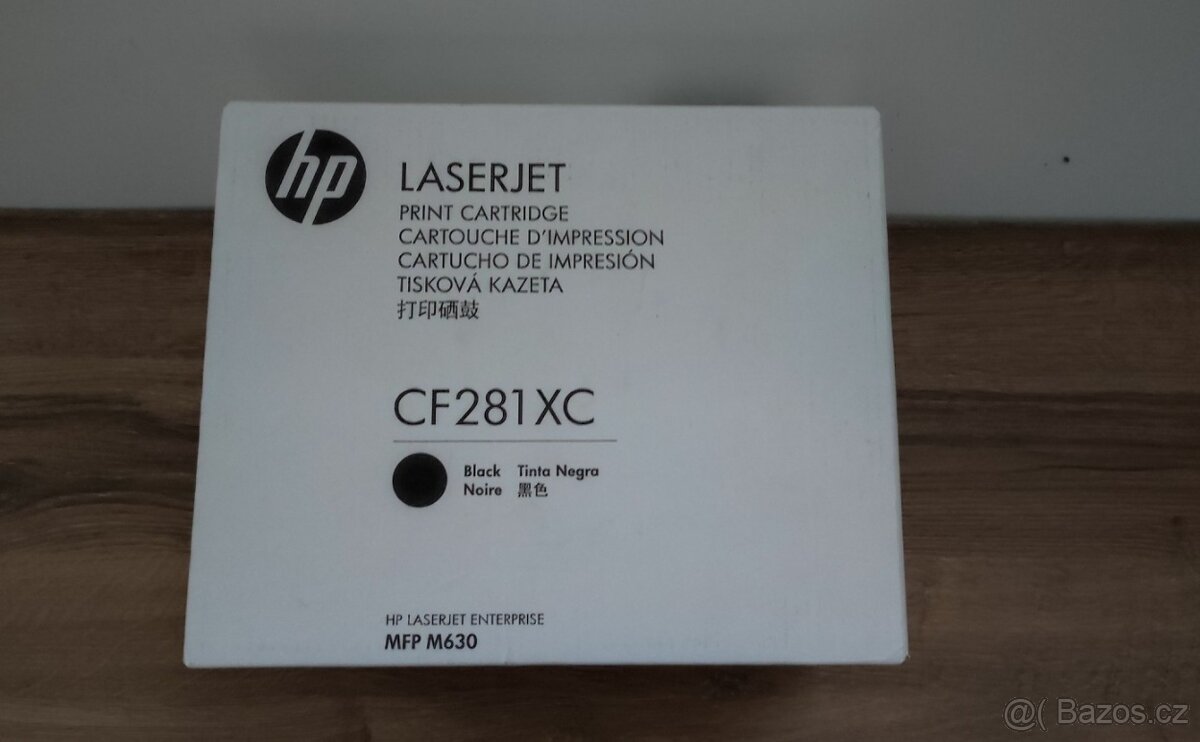 hp
LASERJET
PRINT CARTRIDGE
CARTOUCHE D'IMPRESSION
CARTUCHO DE IMPRESIÓN
TISKOVÁ KAZETA
打印硒鼓
CF281XC
Black Tinta Negra
Noire 黑色
HP LASERJET ENTERPRISE
MFP M630
@( Bazos.cz